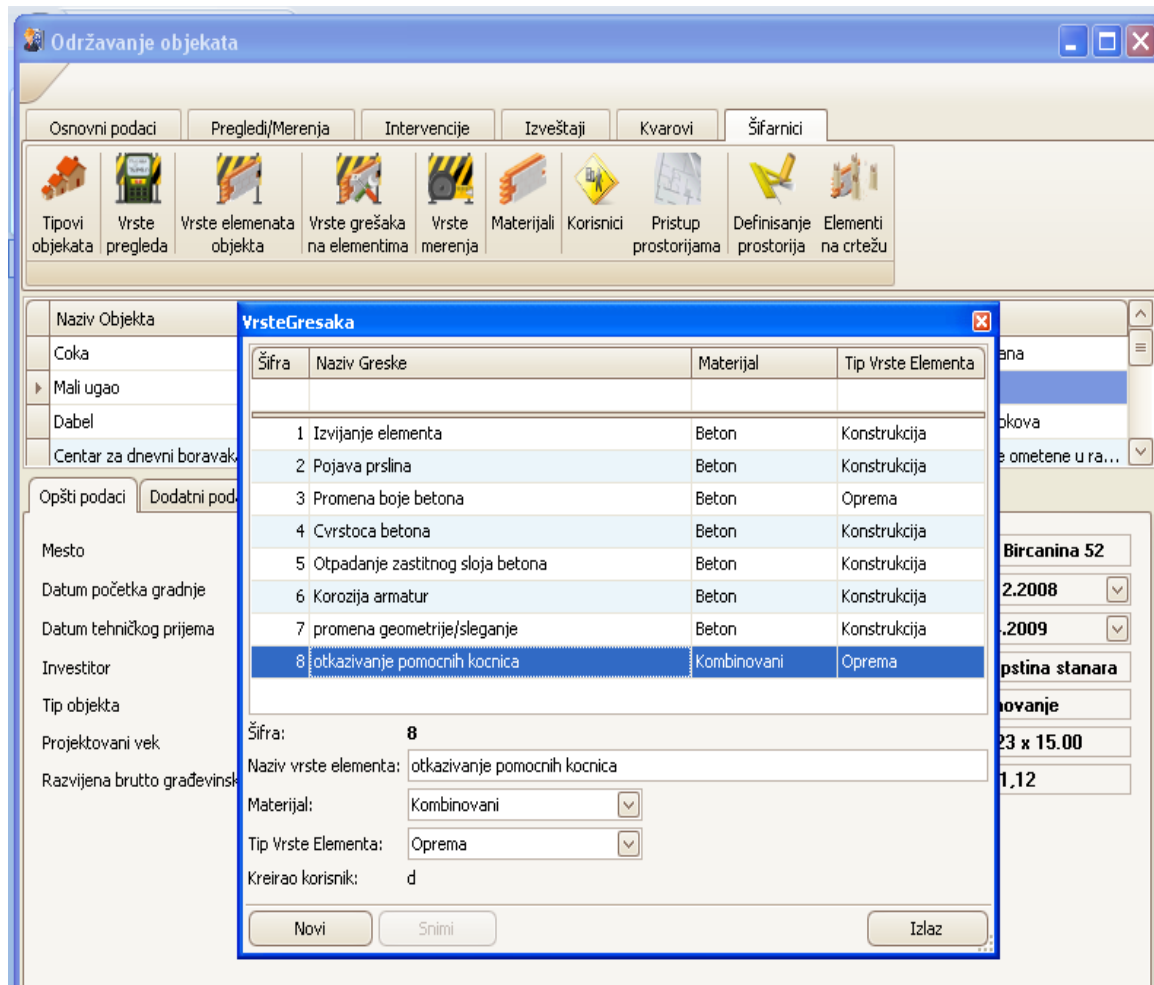 Održavanje objekata
Osnovni podaci Pregledi/Merenja Intervencije Izveštaji Kvarovi Šifarnici
Tipovi objekata
Vrste pregleda
Vrste elemenata objekta
Vrste grešaka na elementima
Vrste merenja
Materijali
Korisnici
Pristup prostorijama
Definisanje prostorija
Elementi na crtežu
Naziv Objekta
Coka ana
Mali ugao
Dabel okova
Centar za dnevni boravak e ometene u ra...
Opšti podaci Dodatni pod
Mesto Bircanina 52
Datum početka gradnje 2.2008
Datum tehničkog prijema .2009
Investitor pstina stanara
Tip objekta novanje
Projektovani vek 23 x 15.00
Razvijena brutto građevinsk 1,12
VrsteGresaka
Šifra Naziv Greske Materijal Tip Vrste Elementa
1 Izvijanje elementa Beton Konstrukcija
2 Pojava prslina Beton Konstrukcija
3 Promena boje betona Beton Oprema
4 Cvrstoca betona Beton Konstrukcija
5 Otpadanje zastitnog sloja betona Beton Konstrukcija
6 Korozija armatur Beton Konstrukcija
7 promena geometrije/sleganje Beton Konstrukcija
8 otkazivanje pomocnih kocnica Kombinovani Oprema
Šifra: 8
Naziv vrste elementa: otkazivanje pomocnih kocnica
Materijal: Kombinovani
Tip Vrste Elementa: Oprema
Kreirao korisnik: d
Novi Snimi Izlaz